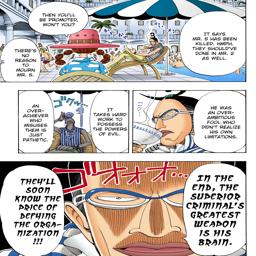 IT SAYS
MR. 5 HAS BEEN
KILLED. HMPH.
THEY SHOULD'VE
DONE IN MR. 2
AS WELL.
THEN YOU'LL
BE PROMOTED,
WON'T YOU?
THERE'S
NO REASON
TO
MOURN
MR. 5.
HE WAS AN
OVER-
AMBITIOUS
FOOL WHO
DIDN'T REALIZE
HIS OWN
LIMITATIONS.
IT TAKES
HARD WORK
TO
POSSESS
THE POWERS
OF EVIL.
AN
OVER-
ACHIEVER
WHO
MISUSES
THEM IS
JUST
PATHETIC.
IN THE
END, THE
SUPERIOR
CRIMINAL'S
GREATEST
WEAPON
IS HIS
BRAIN.
THEY'LL
SOON
KNOW THE
PRICE OF
DEFYING
THE ORGA-
NIZATION
!!!